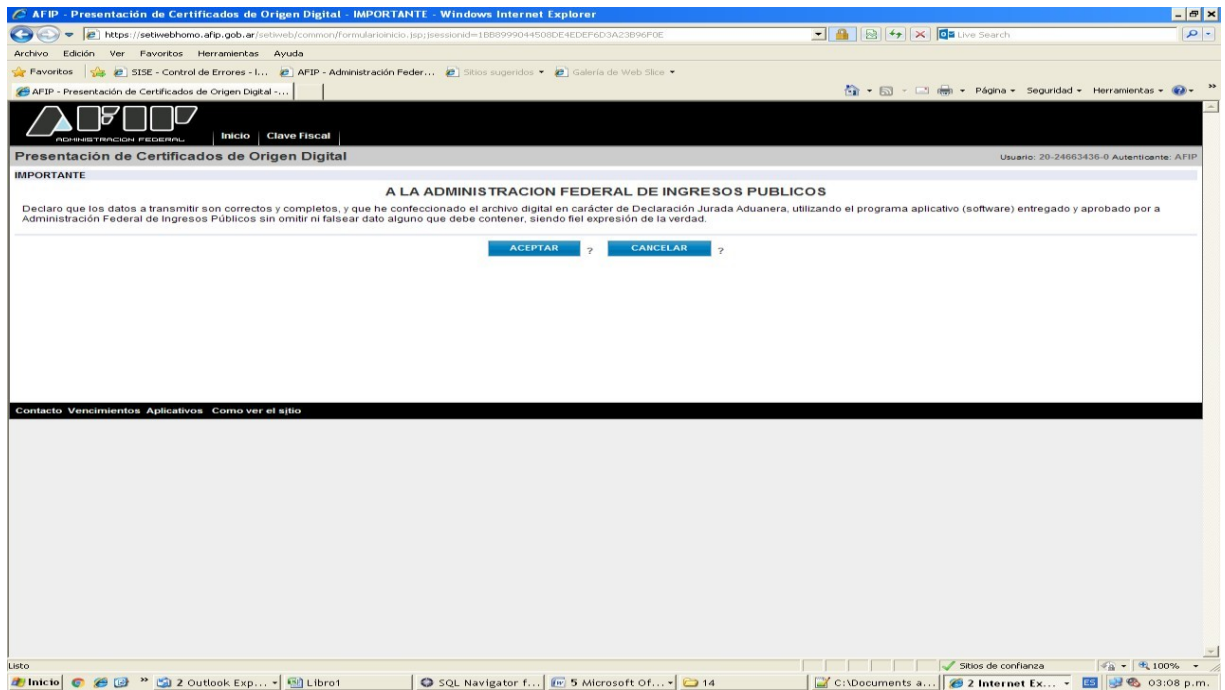 AFIP - Presentación de Certificados de Origen Digital - IMPORTANTE - Windows Internet Explorer
https://setiwebhomo.afip.gob.ar/setiweb/common/formularioinicio.jsp;jsessionid=1BB8999044508DE4EDEF6D3A23B96F0E Live Search
Archivo Edición Ver Favoritos Herramientas Ayuda
Favoritos SISE - Control de Errores - I... AFIP - Administración Feder... Sitios sugeridos Galería de Web Slice
AFIP - Presentación de Certificados de Origen Digital -... Página Seguridad Herramientas
AFIP
ADMINISTRACION FEDERAL Inicio Clave Fiscal
Presentación de Certificados de Origen Digital Usuario: 20-24663436-0 Autenticante: AFIP
IMPORTANTE
A LA ADMINISTRACION FEDERAL DE INGRESOS PUBLICOS
Declaro que los datos a transmitir son correctos y completos, y que he confeccionado el archivo digital en carácter de Declaración Jurada Aduanera, utilizando el programa aplicativo (software) entregado y aprobado por a
Administración Federal de Ingresos Públicos sin omitir ni falsear dato alguno que debe contener, siendo fiel expresión de la verdad.
ACEPTAR ? CANCELAR ?
Contacto Vencimientos Aplicativos Como ver el sitio
Listo Sitios de confianza 100%
Inicio 2 Outlook Exp... Libro1 SQL Navigator f... 5 Microsoft Of... 14 C:\Documents a... 2 Internet Ex... ES 03:08 p.m.